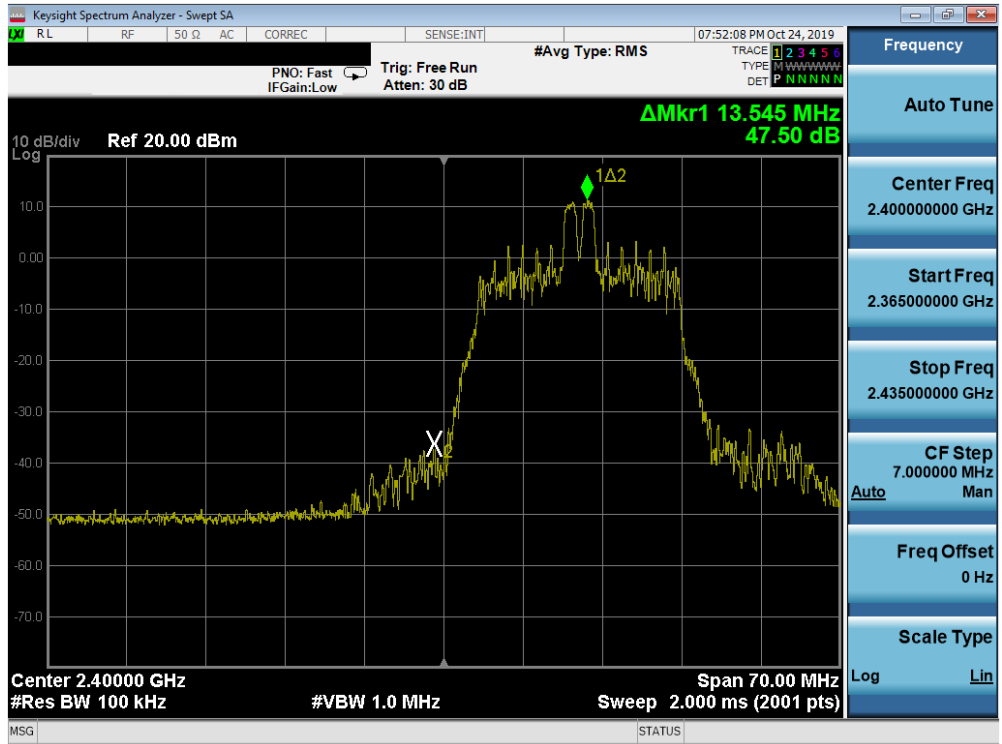 Keysight Spectrum Analyzer - Swept SA
LXI RL RF 50 Ω AC CORREC SENSE:INT 07:52:08 PM Oct 24, 2019
#Avg Type: RMS TRACE 1 2 3 4 5 6
PNO: Fast Trig: Free Run TYPE M WWWWW
IFGain:Low Atten: 30 dB DET P N N N N N
ΔMkr1 13.545 MHz
47.50 dB
10 dB/div Ref 20.00 dBm
Log
1Δ2
10.0
0.00
-10.0
-20.0
-30.0
X2
-40.0
-50.0
-60.0
-70.0
Center 2.40000 GHz Span 70.00 MHz
#Res BW 100 kHz #VBW 1.0 MHz Sweep 2.000 ms (2001 pts)
MSG STATUS
Frequency
Auto Tune
Center Freq
2.400000000 GHz
Start Freq
2.365000000 GHz
Stop Freq
2.435000000 GHz
CF Step
7.000000 MHz
Auto Man
Freq Offset
0 Hz
Scale Type
Log Lin